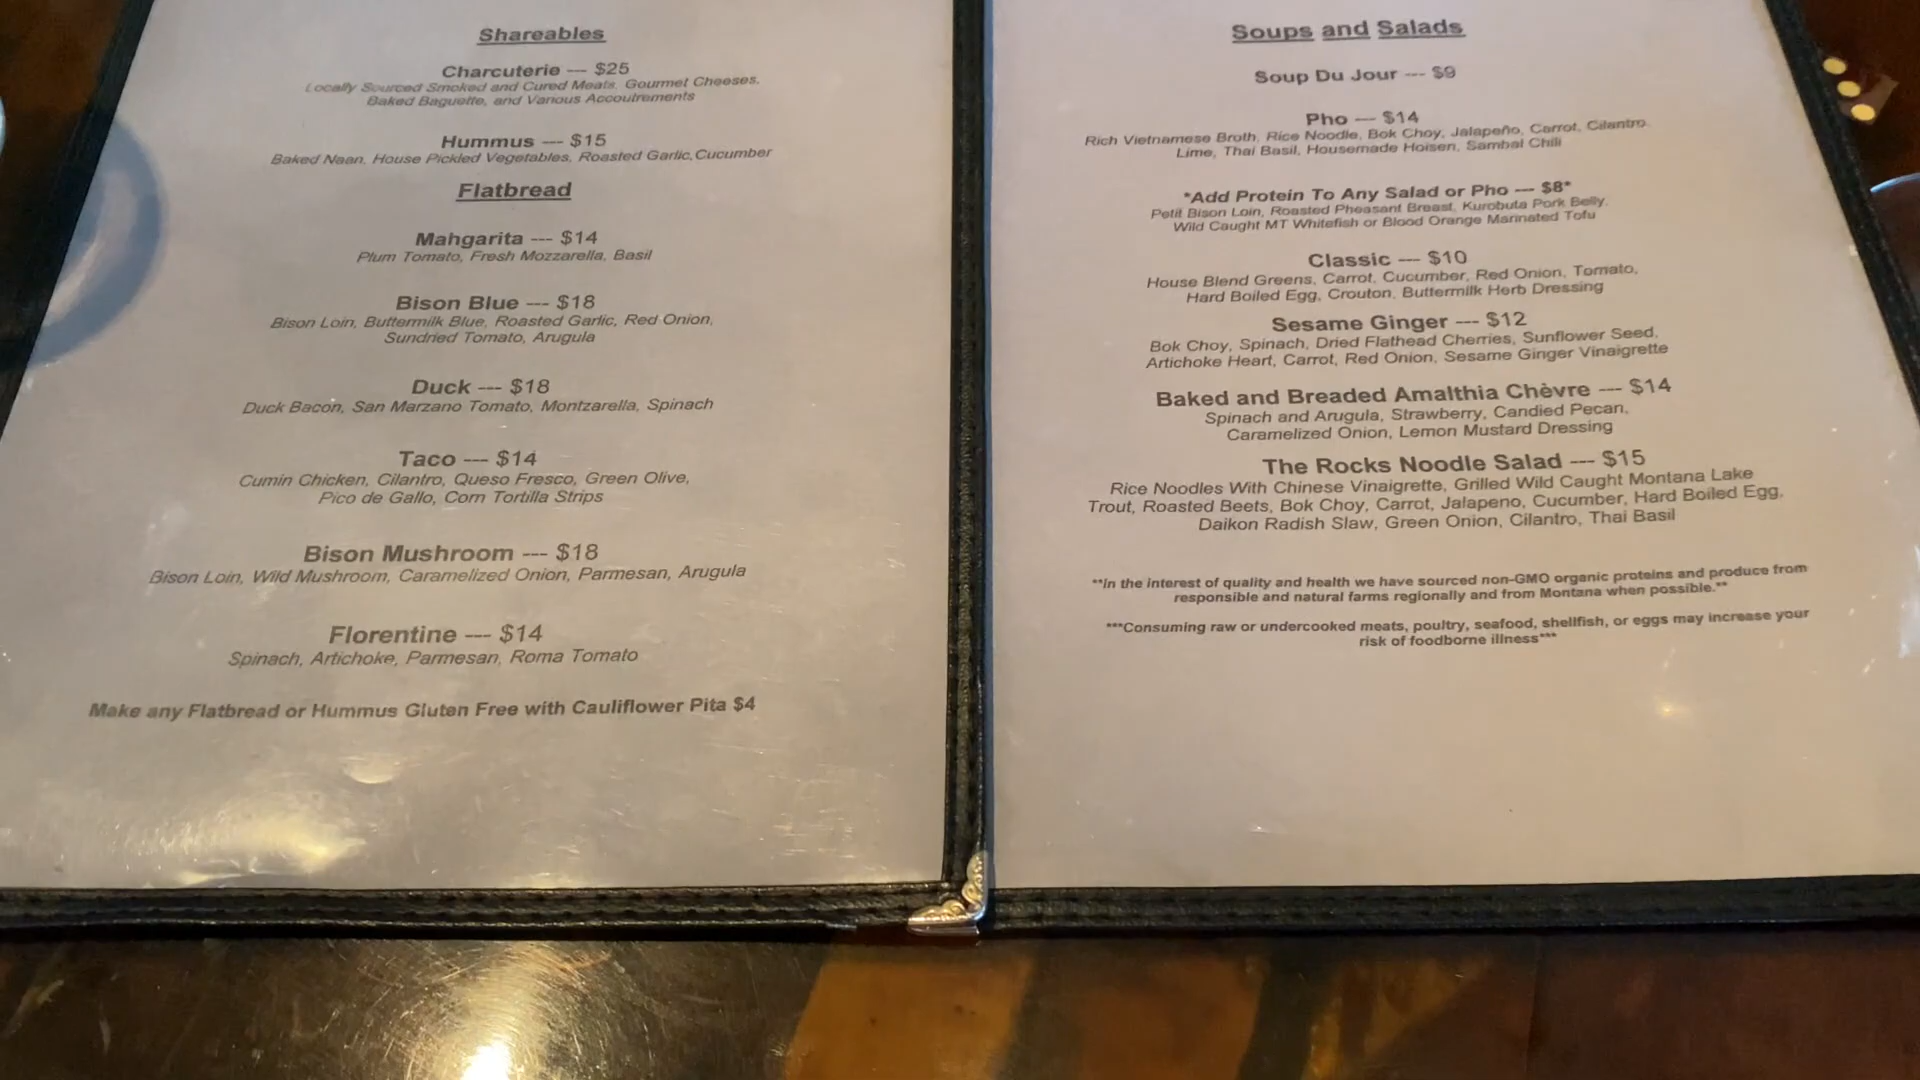 Shareables
Charcuterie --- $25
Locally Sourced Smoked and Cured Meats, Gourmet Cheeses,
Baked Baguette, and Various Accoutrements
Hummus --- $15
Baked Naan, House Pickled Vegetables, Roasted Garlic,Cucumber
Flatbread
Mahgarita --- $14
Plum Tomato, Fresh Mozzarella, Basil
Bison Blue --- $18
Bison Loin, Buttermilk Blue, Roasted Garlic, Red Onion,
Sundried Tomato, Arugula
Duck --- $18
Duck Bacon, San Marzano Tomato, Montzarella, Spinach
Taco --- $14
Cumin Chicken, Cilantro, Queso Fresco, Green Olive,
Pico de Gallo, Corn Tortilla Strips
Bison Mushroom --- $18
Bison Loin, Wild Mushroom, Caramelized Onion, Parmesan, Arugula
Florentine --- $14
Spinach, Artichoke, Parmesan, Roma Tomato
Make any Flatbread or Hummus Gluten Free with Cauliflower Pita $4
Soups and Salads
Soup Du Jour --- $9
Pho --- $14
Rich Vietnamese Broth, Rice Noodle, Bok Choy, Jalapeño, Carrot, Cilantro,
Lime, Thai Basil, Housemade Hoisen, Sambal Chili
*Add Protein To Any Salad or Pho --- $8*
Petit Bison Loin, Roasted Pheasant Breast, Kurobuta Pork Belly,
Wild Caught MT Whitefish or Blood Orange Marinated Tofu
Classic --- $10
House Blend Greens, Carrot, Cucumber, Red Onion, Tomato,
Hard Boiled Egg, Crouton, Buttermilk Herb Dressing
Sesame Ginger --- $12
Bok Choy, Spinach, Dried Flathead Cherries, Sunflower Seed,
Artichoke Heart, Carrot, Red Onion, Sesame Ginger Vinaigrette
Baked and Breaded Amalthia Chèvre --- $14
Spinach and Arugula, Strawberry, Candied Pecan,
Caramelized Onion, Lemon Mustard Dressing
The Rocks Noodle Salad --- $15
Rice Noodles With Chinese Vinaigrette, Grilled Wild Caught Montana Lake
Trout, Roasted Beets, Bok Choy, Carrot, Jalapeno, Cucumber, Hard Boiled Egg,
Daikon Radish Slaw, Green Onion, Cilantro, Thai Basil
**In the interest of quality and health we have sourced non-GMO organic proteins and produce from
responsible and natural farms regionally and from Montana when possible.**
***Consuming raw or undercooked meats, poultry, seafood, shellfish, or eggs may increase your
risk of foodborne illness***